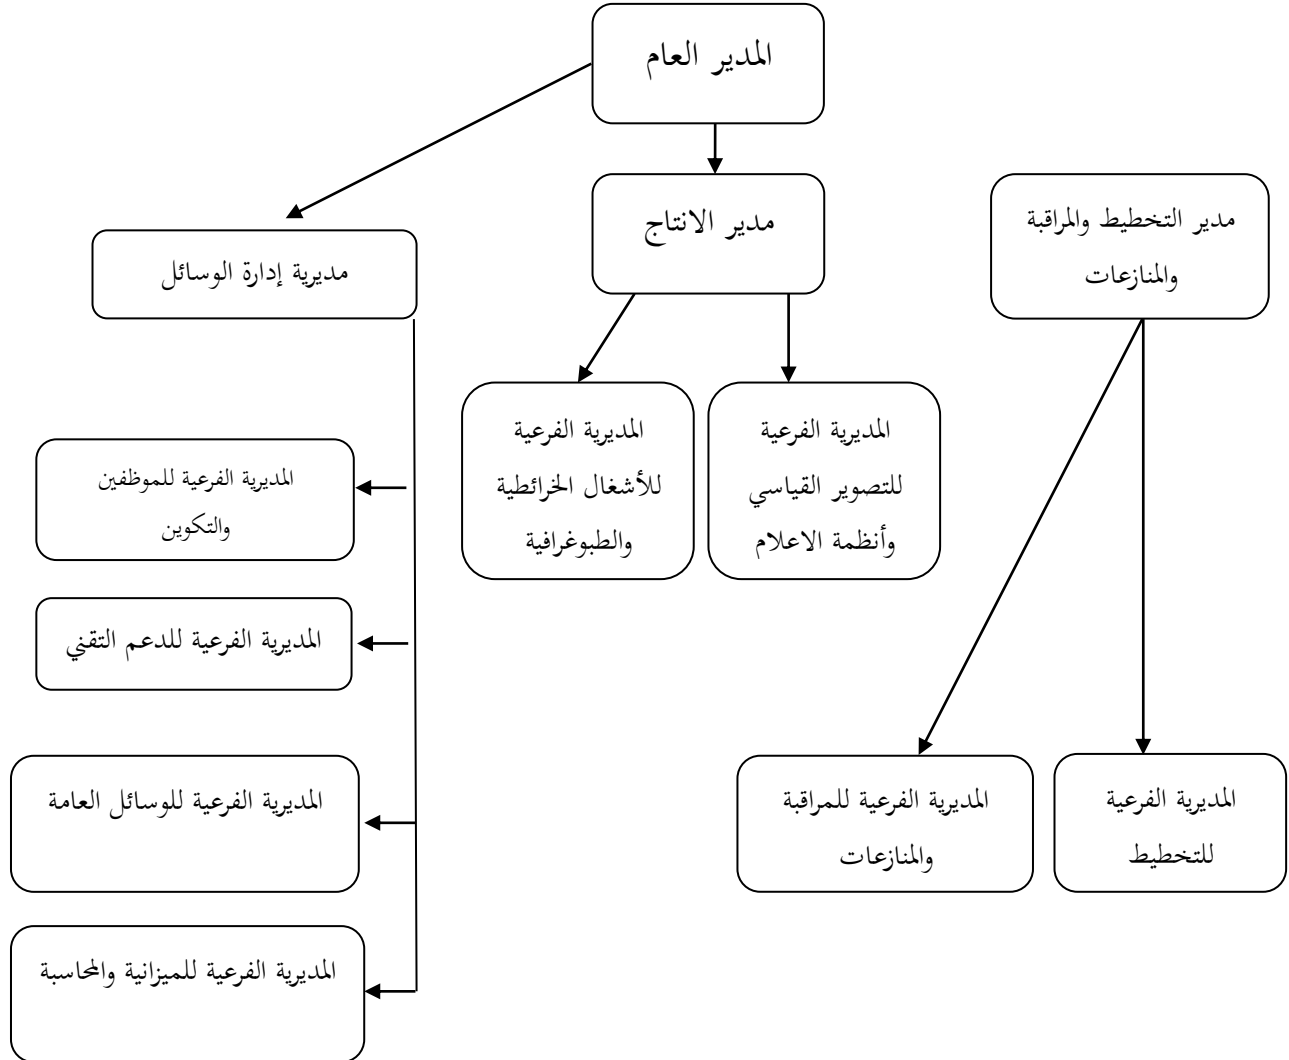 المدير العام
مدير التخطيط والمراقبة
والمنازعات
مدير الانتاج
مديرية إدارة الوسائل
المديرية الفرعية
للتصوير القياسي
وأنظمة الاعلام
المديرية الفرعية
للأشغال الخرائطية
والطبوغرافية
المديرية الفرعية للموظفين
والتكوين
المديرية الفرعية للدعم التقني
المديرية الفرعية
للتخطيط
المديرية الفرعية للمراقبة
والمنازعات
المديرية الفرعية للوسائل العامة
المديرية الفرعية للميزانية والمحاسبة